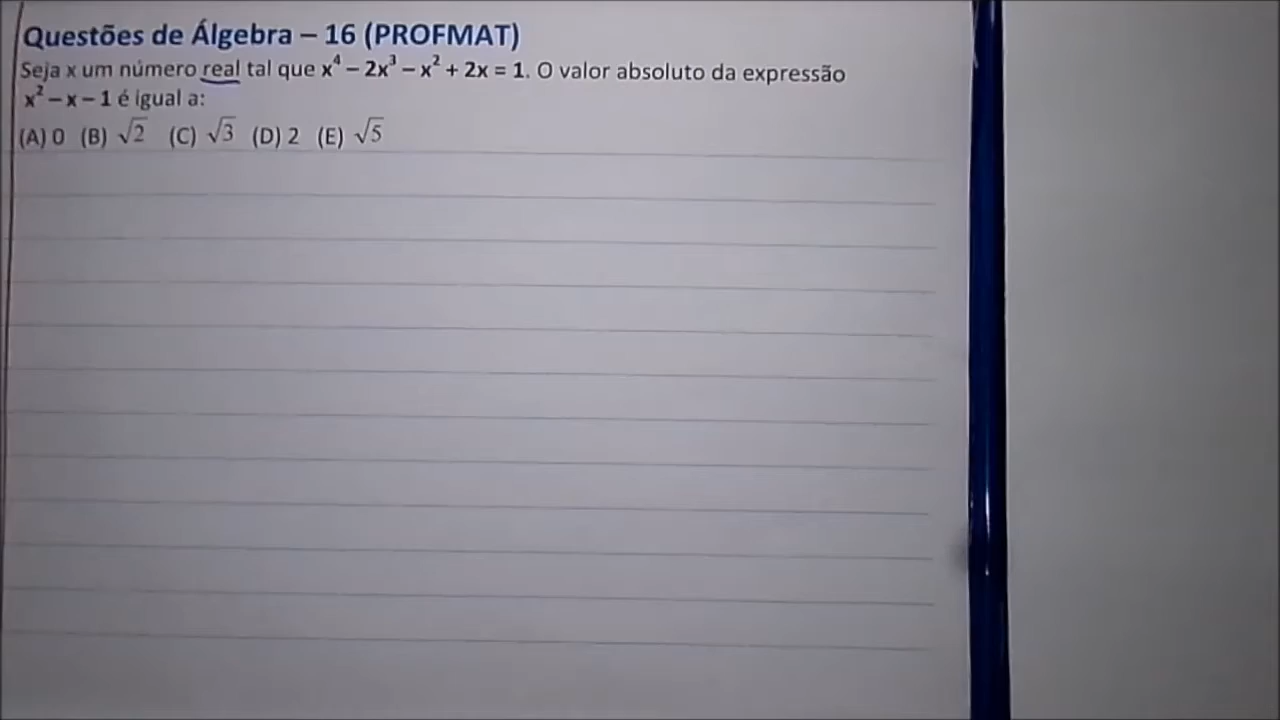 Questões de Álgebra – 16 (PROFMAT)
Seja x um número real tal que x⁴ – 2x³ – x² + 2x = 1. O valor absoluto da expressão
x² – x – 1 é igual a:
(A) 0 (B) √2 (C) √3 (D) 2 (E) √5